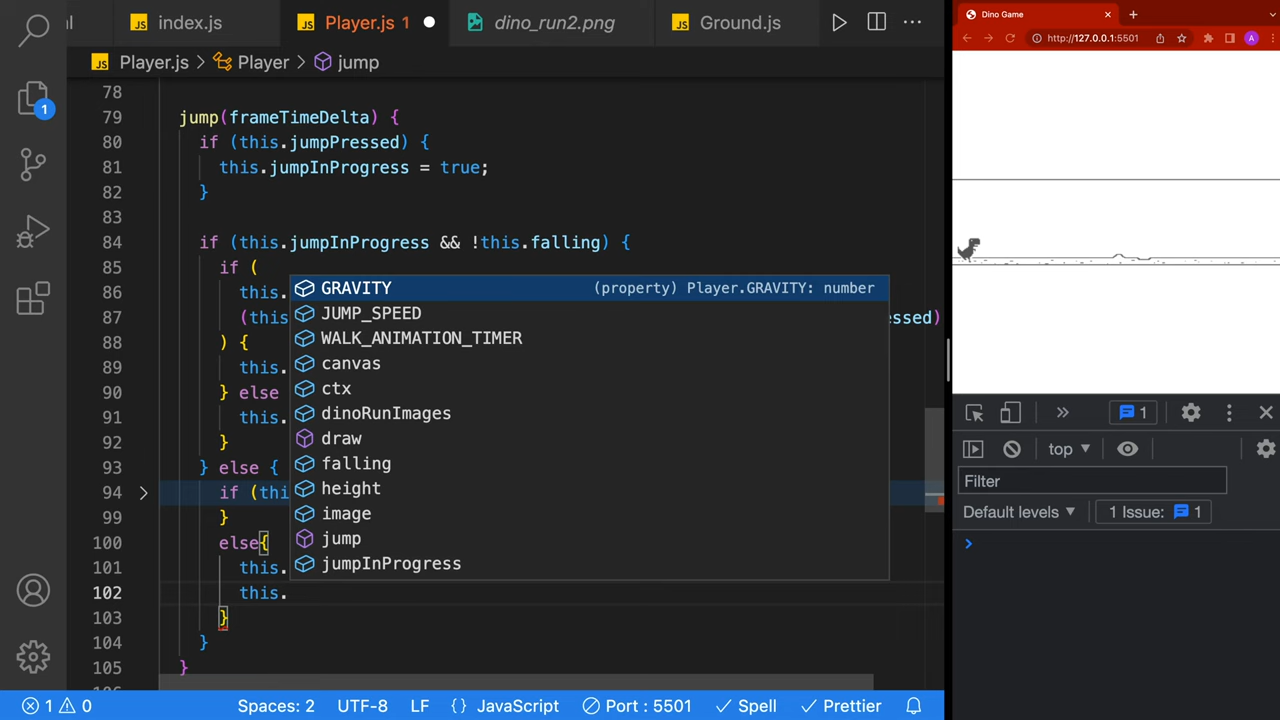 l index.js Player.js 1 dino_run2.png Ground.js
Player.js > Player > jump
78
79 jump(frameTimeDelta) {
80 if (this.jumpPressed) {
81 this.jumpInProgress = true;
82 }
83
84 if (this.jumpInProgress && !this.falling) {
85 if (
86 this.
87 (this essed)
88 ) {
89 this.
90 } else
91 this.
92 }
93 } else {
94 if (thi
99 }
100 else{
101 this.
102 this.
103 }
104 }
105 }
GRAVITY (property) Player.GRAVITY: number
JUMP_SPEED
WALK_ANIMATION_TIMER
canvas
ctx
dinoRunImages
draw
falling
height
image
jump
jumpInProgress
1
1 0 Spaces: 2 UTF-8 LF {} JavaScript Port : 5501 Spell Prettier
Dino Game
http://127.0.0.1:5501 A
1
top
Filter
Default levels 1 Issue: 1